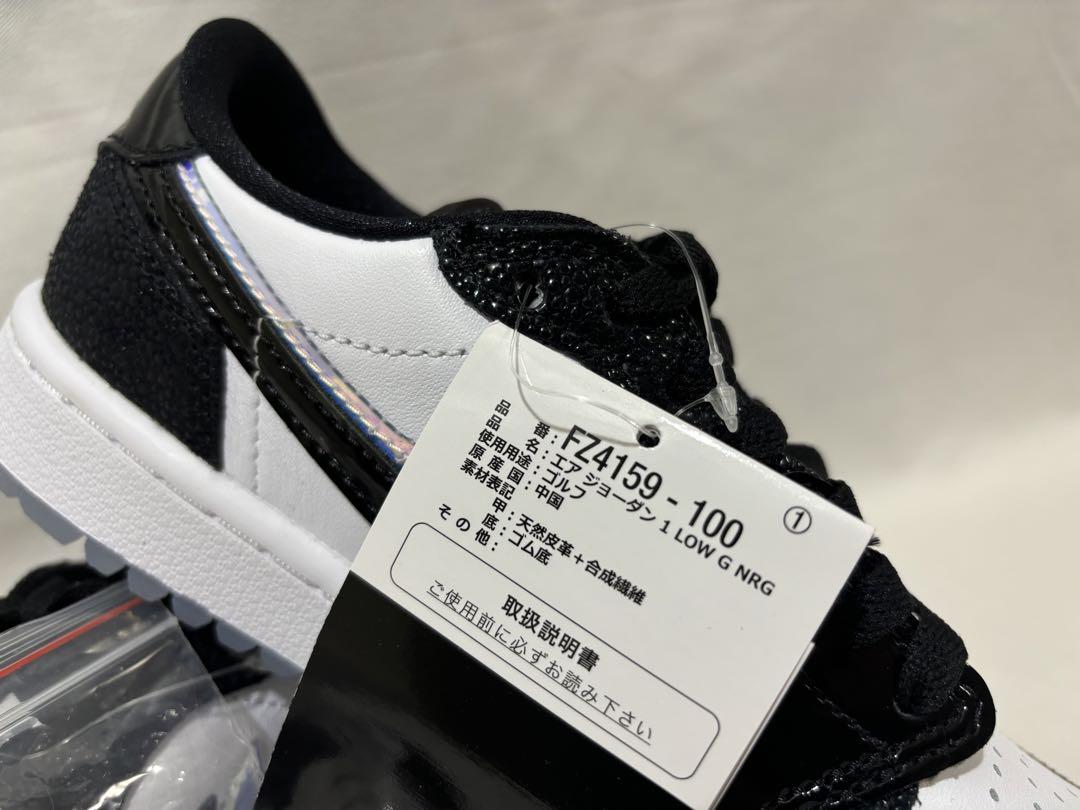 ①
品番：FZ4159 - 100
品名：エア ジョーダン 1 LOW G NRG
使用用途：ゴルフ
原産国：中国
素材表記
甲：天然皮革＋合成繊維
底：ゴム底
その他：
取扱説明書
ご使用前に必ずお読み下さい